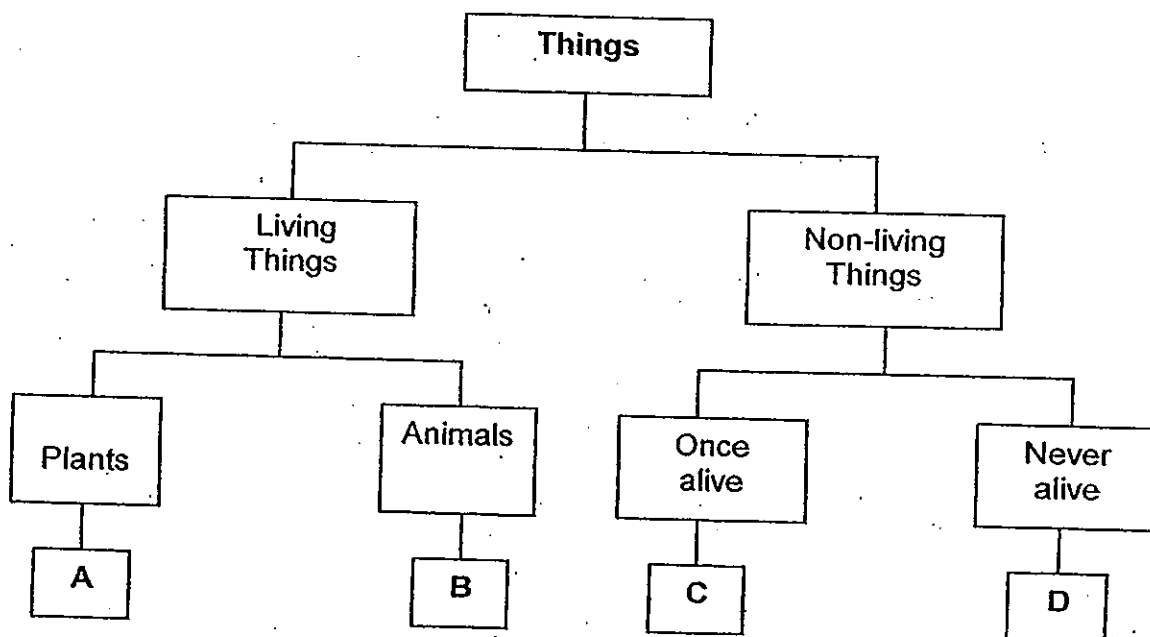 Things
Living
Things
Non-living
Things
Plants
Animals
Once
alive
Never
alive
A
B
C
D